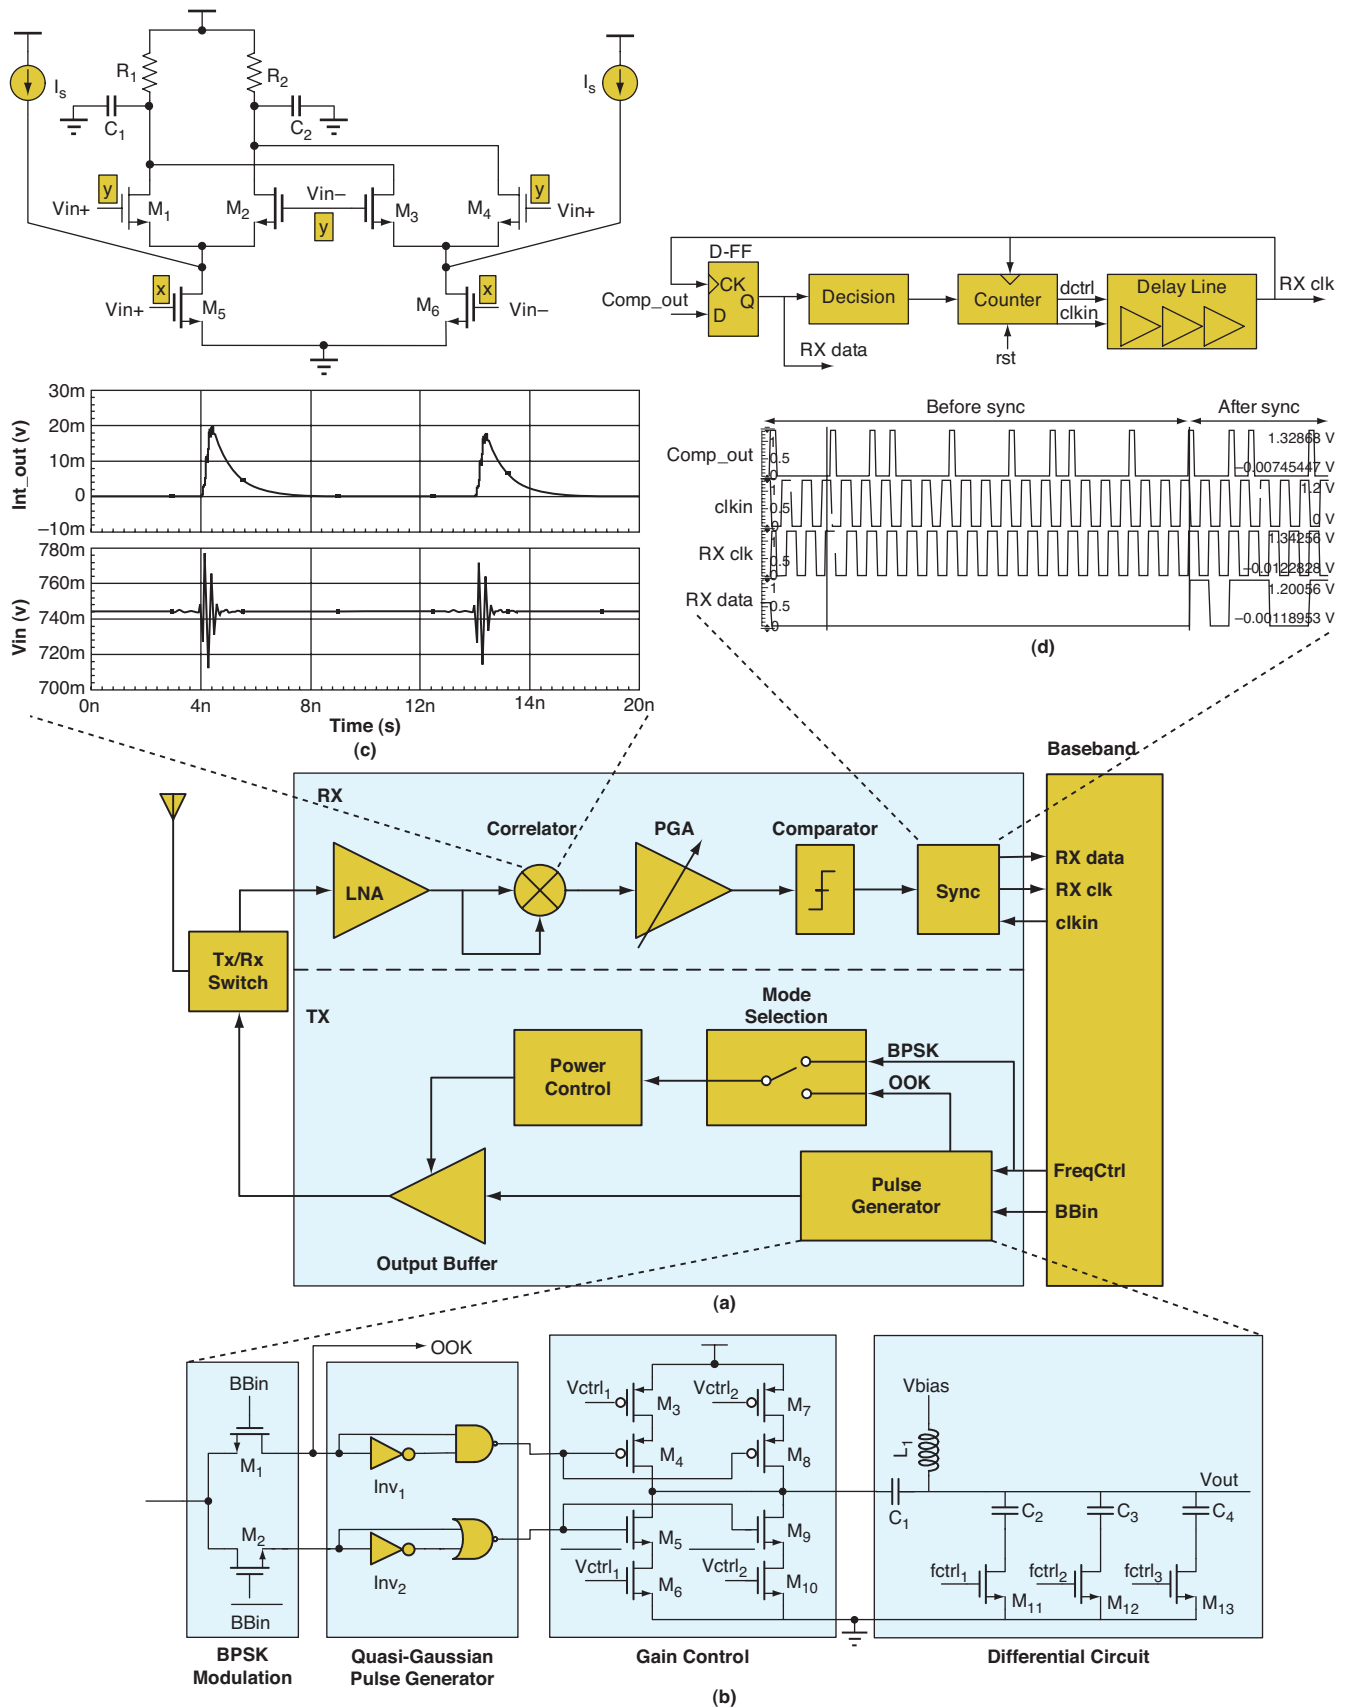 R1
R2
Is
Is
C1
C2
y
Vin+
M1
M2
Vin–
y
M3
M4
y
Vin+
x
Vin+
M5
M6
x
Vin–
D-FF
Comp_out
CK
Q
D
Decision
Counter
dctrl
clkin
rst
Delay Line
RX clk
RX data
30m
20m
10m
0
–10m
Int_out (v)
780m
760m
740m
720m
700m
Vin (v)
0n
4n
8n
12n
14n
20n
Time (s)
(c)
Before sync
After sync
Comp_out
1
0.5
0
1.32868 V
–0.00745447 V
clkin
1
0.5
0
1.2 V
0 V
RX clk
1
0.5
0
1.34256 V
–0.0122828 V
RX data
1
0.5
0
1.20056 V
–0.00118953 V
(d)
Baseband
RX
Correlator
PGA
Comparator
LNA
Sync
RX data
RX clk
clkin
Tx/Rx
Switch
TX
Mode
Selection
Power
Control
BPSK
OOK
Pulse
Generator
FreqCtrl
BBin
Output Buffer
(a)
OOK
BBin
M1
M2
BBin
BPSK
Modulation
Inv1
Inv2
Quasi-Gaussian
Pulse Generator
Vctrl1
M3
Vctrl2
M7
M4
M8
M5
M9
Vctrl1
M6
Vctrl2
M10
Gain Control
Vbias
L1
C1
Vout
C2
C3
C4
fctrl1
M11
fctrl2
M12
fctrl3
M13
Differential Circuit
(b)